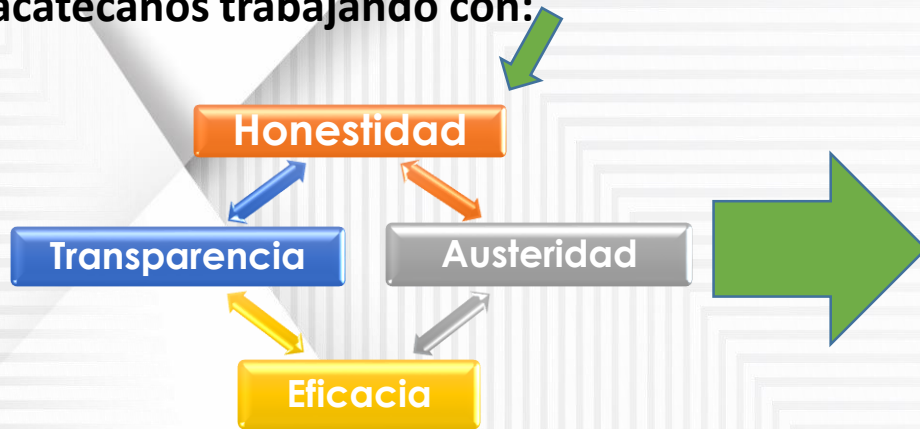 acatecanos trabajando con:
Honestidad
Transparencia
Austeridad
Eficacia